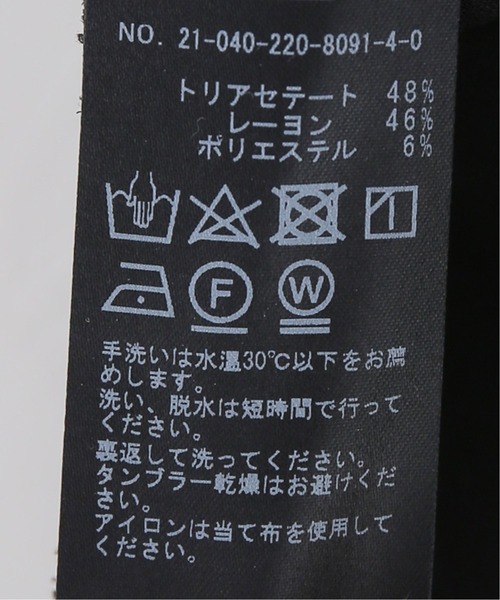 NO. 21-040-220-8091-4-0
トリアセテート 48%
レーヨン 46%
ポリエステル 6%
F
W
手洗いは水温30℃以下をお薦
めします。
洗い、脱水は短時間で行って
ください。
裏返して洗ってください。
タンブラー乾燥はお避けくだ
さい。
アイロンは当て布を使用して
ください。